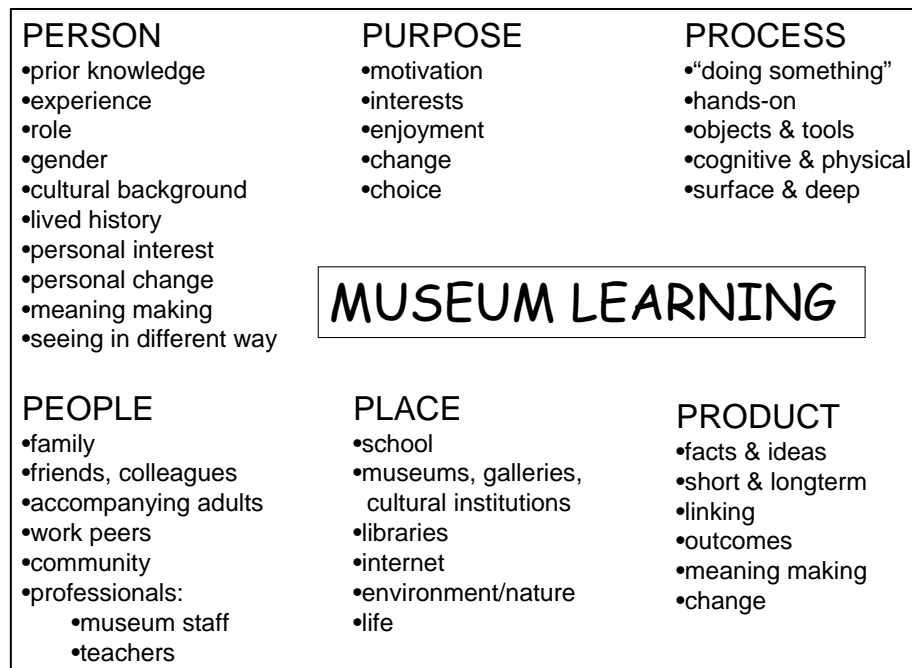 PERSON
•prior knowledge
•experience
•role
•gender
•cultural background
•lived history
•personal interest
•personal change
•meaning making
•seeing in different way
PURPOSE
•motivation
•interests
•enjoyment
•change
•choice
PROCESS
•“doing something”
•hands-on
•objects & tools
•cognitive & physical
•surface & deep
MUSEUM LEARNING
PEOPLE
•family
•friends, colleagues
•accompanying adults
•work peers
•community
•professionals:
•museum staff
•teachers
PLACE
•school
•museums, galleries,
cultural institutions
•libraries
•internet
•environment/nature
•life
PRODUCT
•facts & ideas
•short & longterm
•linking
•outcomes
•meaning making
•change